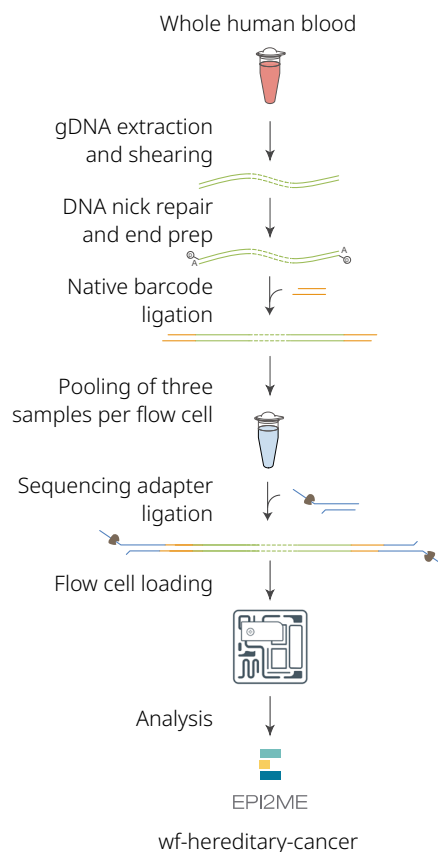 Whole human blood
gDNA extraction
and shearing
DNA nick repair
and end prep
A
P
A
P
Native barcode
ligation
Pooling of three
samples per flow cell
Sequencing adapter
ligation
Flow cell loading
Analysis
EPI2ME
wf-hereditary-cancer